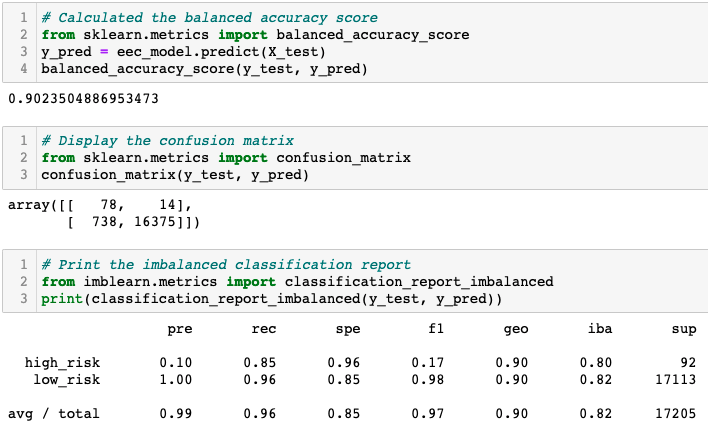 1 # Calculated the balanced accuracy score
2 from sklearn.metrics import balanced_accuracy_score
3 y_pred = eec_model.predict(X_test)
4 balanced_accuracy_score(y_test, y_pred)
0.9023504886953473
1 # Display the confusion matrix
2 from sklearn.metrics import confusion_matrix
3 confusion_matrix(y_test, y_pred)
array([[   78,    14],
       [  738, 16375]])
1 # Print the imbalanced classification report
2 from imblearn.metrics import classification_report_imbalanced
3 print(classification_report_imbalanced(y_test, y_pred))
pre rec spe f1 geo iba sup
high_risk 0.10 0.85 0.96 0.17 0.90 0.80 92
low_risk 1.00 0.96 0.85 0.98 0.90 0.82 17113
avg / total 0.99 0.96 0.85 0.97 0.90 0.82 17205